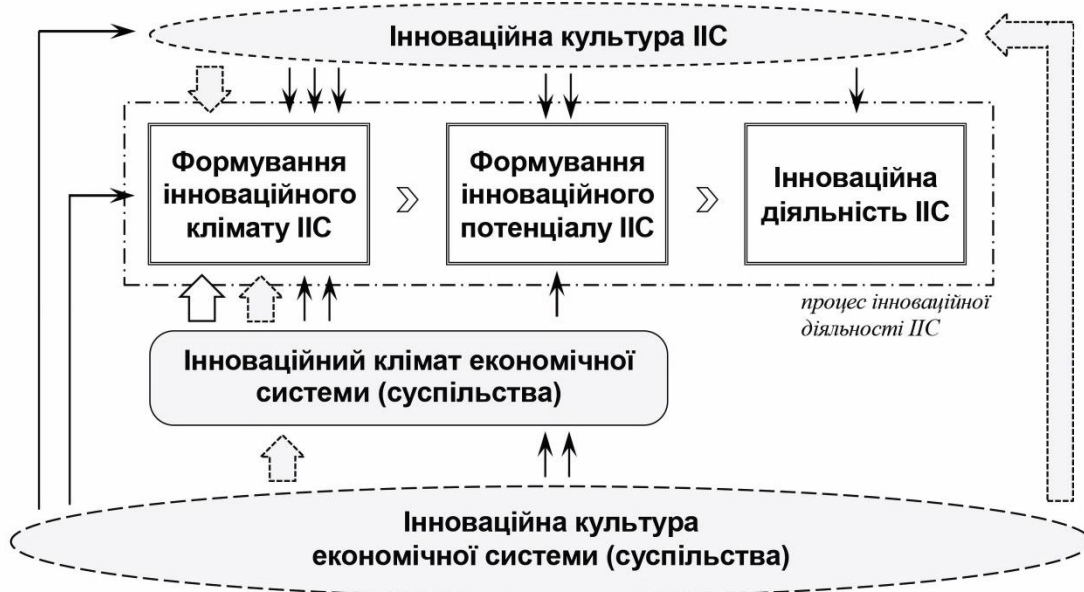 Інноваційна культура ІІС
Формування
інноваційного
клімату ІІС
Формування
інноваційного
потенціалу ІІС
Інноваційна
діяльність ІІС
процес інноваційної
діяльності ІІС
Інноваційний клімат економічної
системи (суспільства)
Інноваційна культура
економічної системи (суспільства)